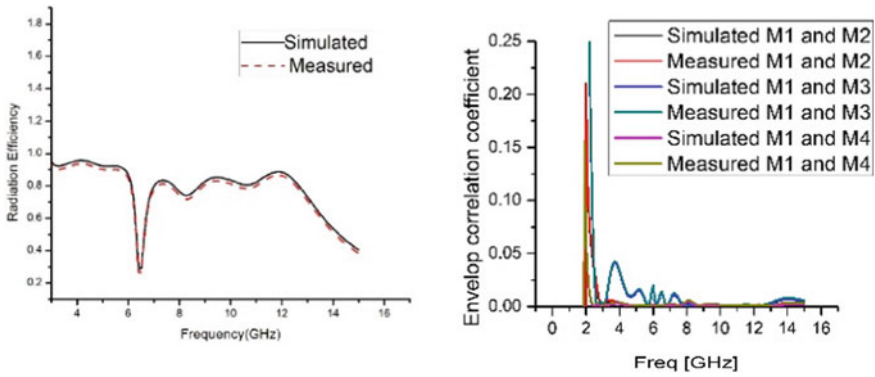 Simulated
Measured
Radiation Efficiency
1.8
1.6
1.4
1.2
1.0
0.8
0.6
0.4
0.2
4
6
8
10
12
14
16
Frequency(GHz)
Simulated M1 and M2
Measured M1 and M2
Simulated M1 and M3
Measured M1 and M3
Simulated M1 and M4
Measured M1 and M4
Envelop correlation coefficient
0.25
0.20
0.15
0.10
0.05
0.00
0
2
4
6
8
10
12
14
16
Freq [GHz]